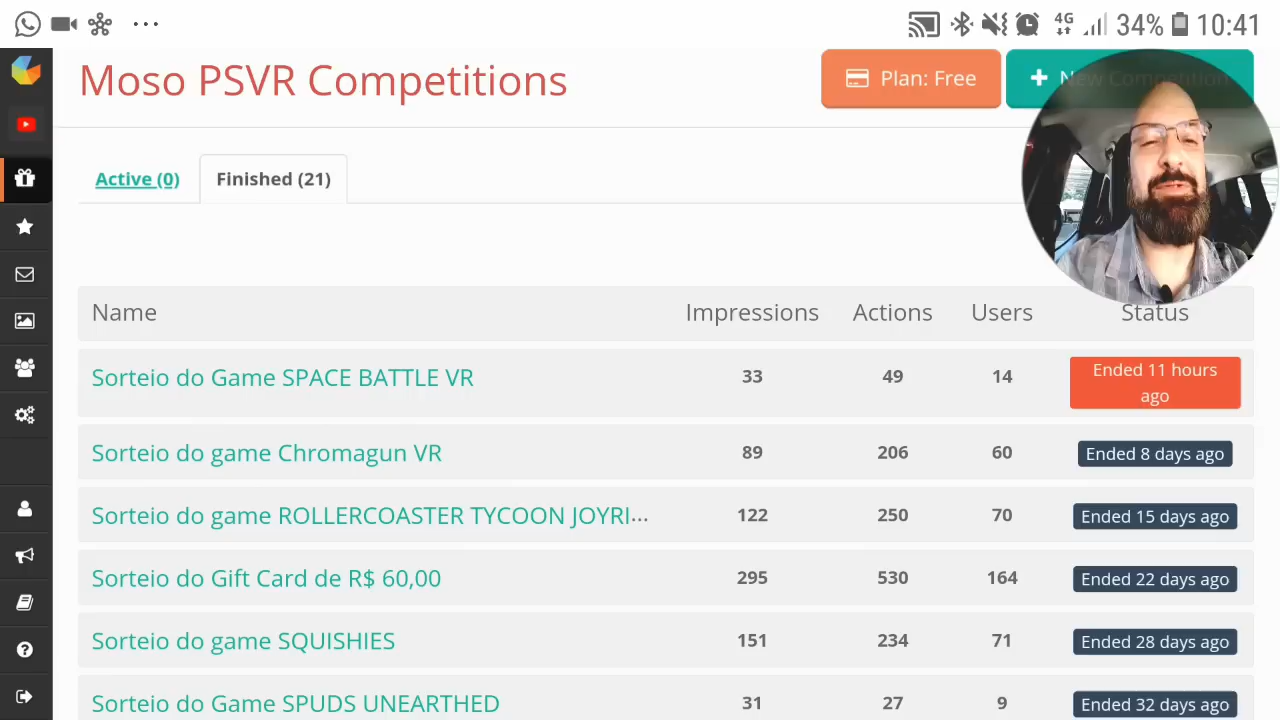 4G 34% 10:41
Moso PSVR Competitions
Plan: Free
New Competition
Active (0)
Finished (21)
Name Impressions Actions Users Status
Sorteio do Game SPACE BATTLE VR 33 49 14 Ended 11 hours
ago
Sorteio do game Chromagun VR 89 206 60 Ended 8 days ago
Sorteio do game ROLLERCOASTER TYCOON JOYRI... 122 250 70 Ended 15 days ago
Sorteio do Gift Card de R$ 60,00 295 530 164 Ended 22 days ago
Sorteio do game SQUISHIES 151 234 71 Ended 28 days ago
Sorteio do Game SPUDS UNEARTHED 31 27 9 Ended 32 days ago